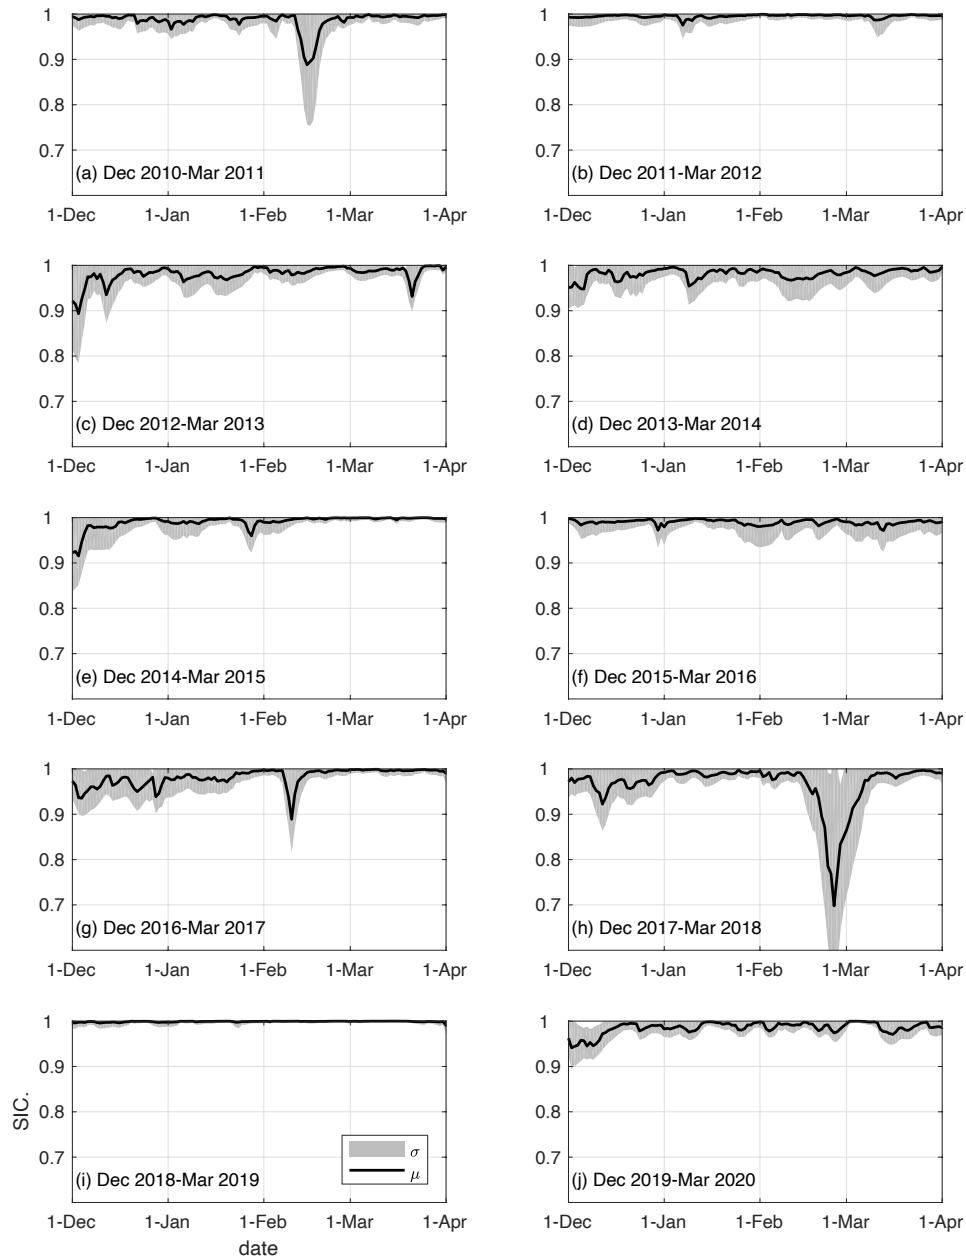 1
0.9
0.8
0.7
(a) Dec 2010-Mar 2011
1-Dec 1-Jan 1-Feb 1-Mar 1-Apr
1
0.9
0.8
0.7
(b) Dec 2011-Mar 2012
1-Dec 1-Jan 1-Feb 1-Mar 1-Apr
1
0.9
0.8
0.7
(c) Dec 2012-Mar 2013
1-Dec 1-Jan 1-Feb 1-Mar 1-Apr
1
0.9
0.8
0.7
(d) Dec 2013-Mar 2014
1-Dec 1-Jan 1-Feb 1-Mar 1-Apr
1
0.9
0.8
0.7
(e) Dec 2014-Mar 2015
1-Dec 1-Jan 1-Feb 1-Mar 1-Apr
1
0.9
0.8
0.7
(f) Dec 2015-Mar 2016
1-Dec 1-Jan 1-Feb 1-Mar 1-Apr
1
0.9
0.8
0.7
(g) Dec 2016-Mar 2017
1-Dec 1-Jan 1-Feb 1-Mar 1-Apr
1
0.9
0.8
0.7
(h) Dec 2017-Mar 2018
1-Dec 1-Jan 1-Feb 1-Mar 1-Apr
1
0.9
0.8
0.7
SIC.
σ
μ
(i) Dec 2018-Mar 2019
1-Dec 1-Jan 1-Feb 1-Mar 1-Apr
date
1
0.9
0.8
0.7
(j) Dec 2019-Mar 2020
1-Dec 1-Jan 1-Feb 1-Mar 1-Apr